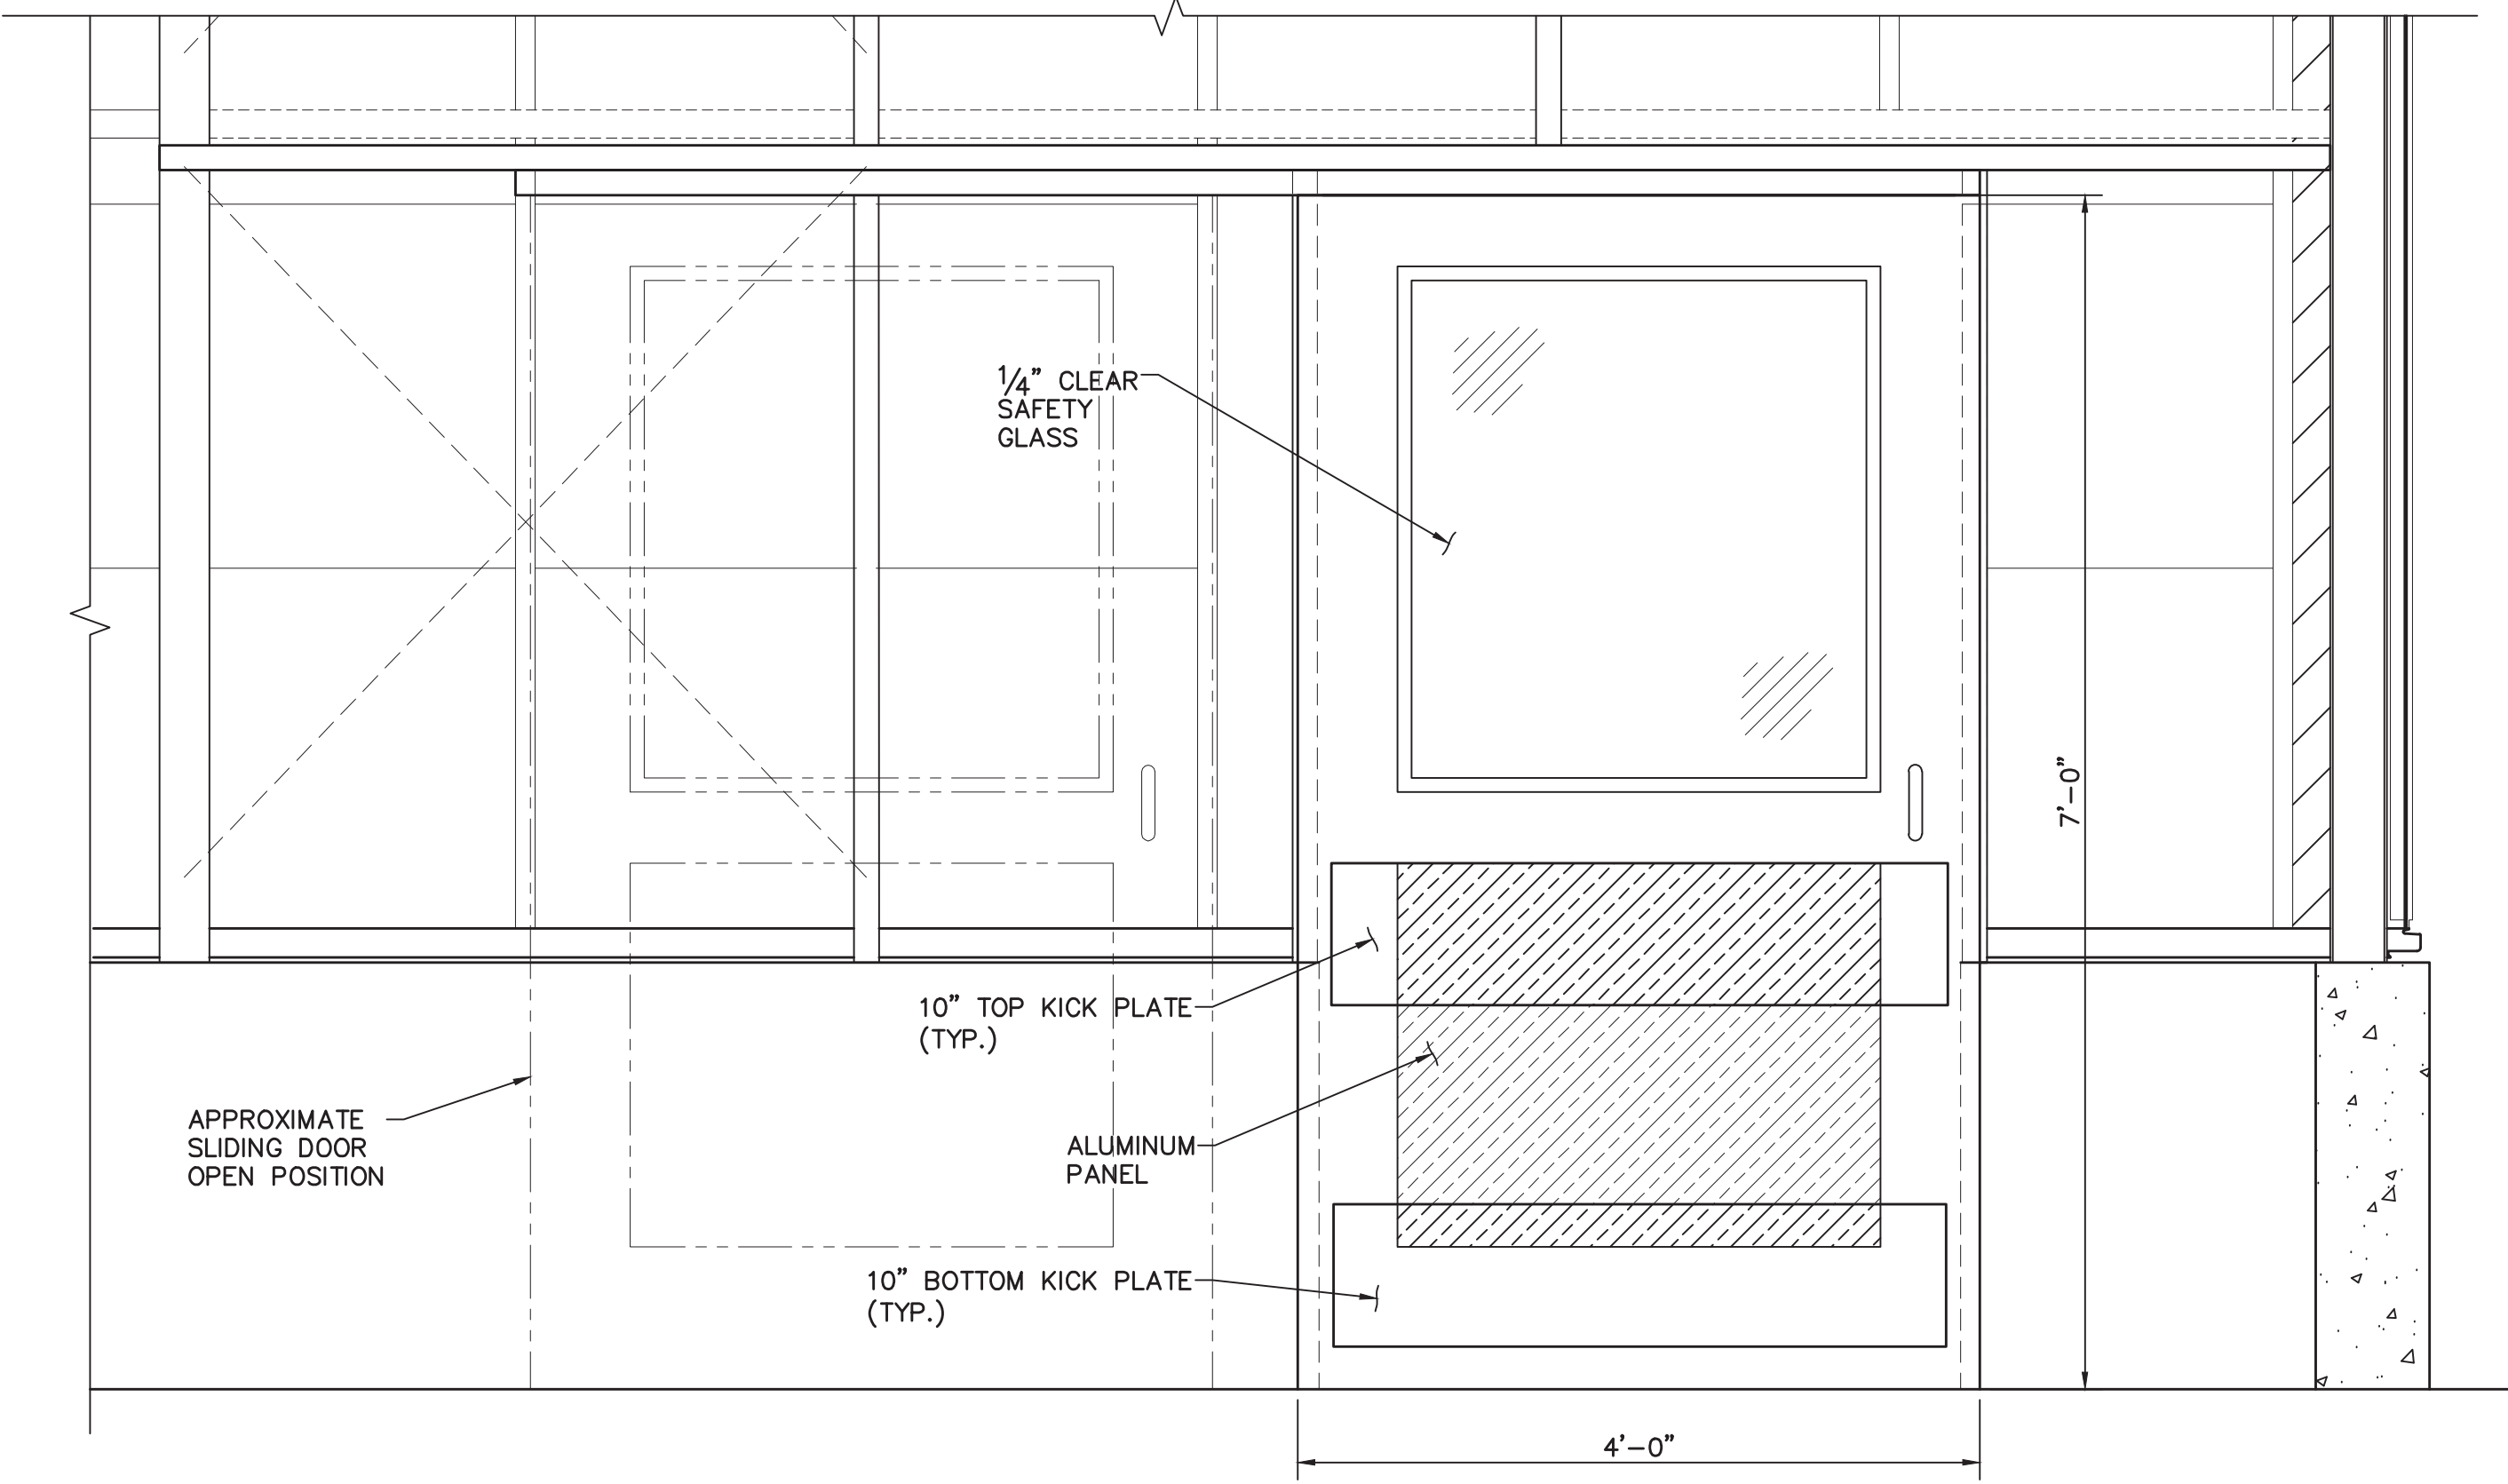 1/4" CLEAR
SAFETY
GLASS
7'-0"
10" TOP KICK PLATE
(TYP.)
APPROXIMATE
SLIDING DOOR
OPEN POSITION
ALUMINUM
PANEL
10" BOTTOM KICK PLATE
(TYP.)
4'-0"